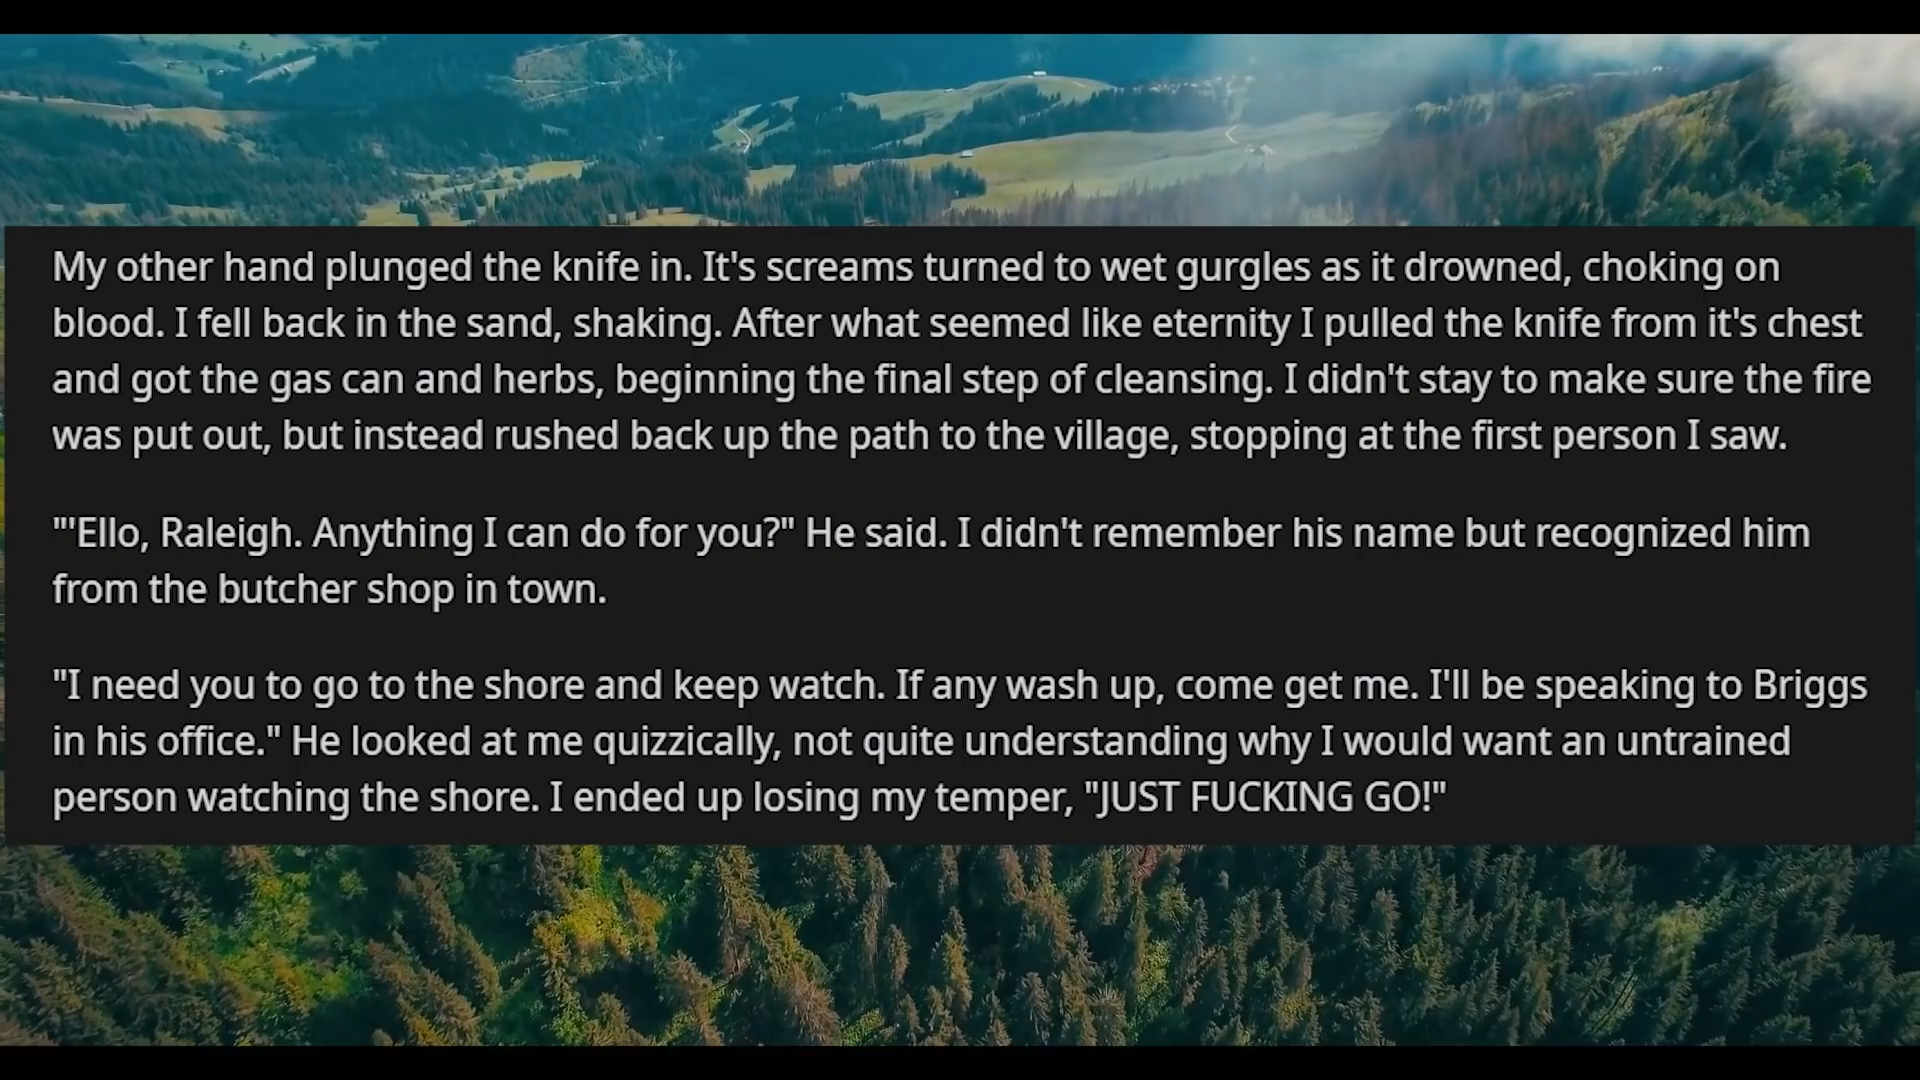 My other hand plunged the knife in. It's screams turned to wet gurgles as it drowned, choking on
blood. I fell back in the sand, shaking. After what seemed like eternity I pulled the knife from it's chest
and got the gas can and herbs, beginning the final step of cleansing. I didn't stay to make sure the fire
was put out, but instead rushed back up the path to the village, stopping at the first person I saw.
"'Ello, Raleigh. Anything I can do for you?" He said. I didn't remember his name but recognized him
from the butcher shop in town.
"I need you to go to the shore and keep watch. If any wash up, come get me. I'll be speaking to Briggs
in his office." He looked at me quizzically, not quite understanding why I would want an untrained
person watching the shore. I ended up losing my temper, "JUST FUCKING GO!"